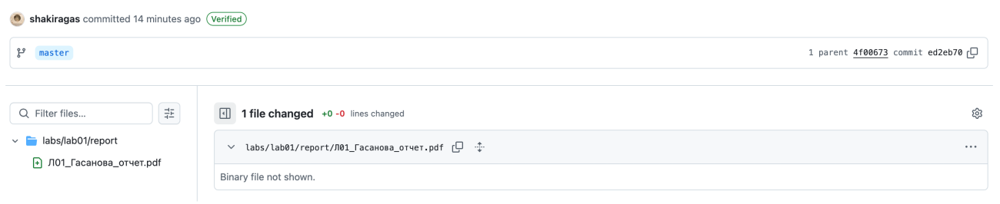 shakiragas committed 14 minutes ago Verified
master
1 parent 4f00673 commit ed2eb70
Filter files...
labs/lab01/report
Л01_Гасанова_отчет.pdf
1 file changed +0 -0 lines changed
labs/lab01/report/Л01_Гасанова_отчет.pdf
Binary file not shown.